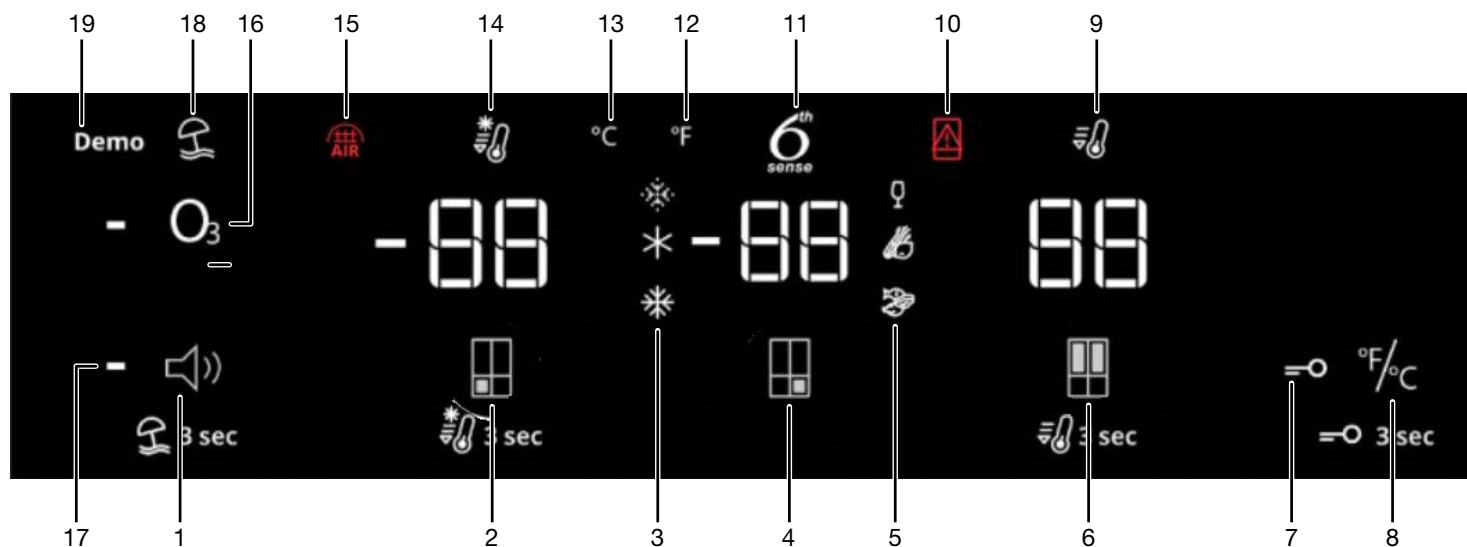 19 18 16 15 14 13 12 11 10 9
Demo AIR °C °F 6th sense
- O3 -88 -88 88
- °F/°C
3 sec 3 sec 3 sec 3 sec
17 1 2 3 4 5 6 7 8